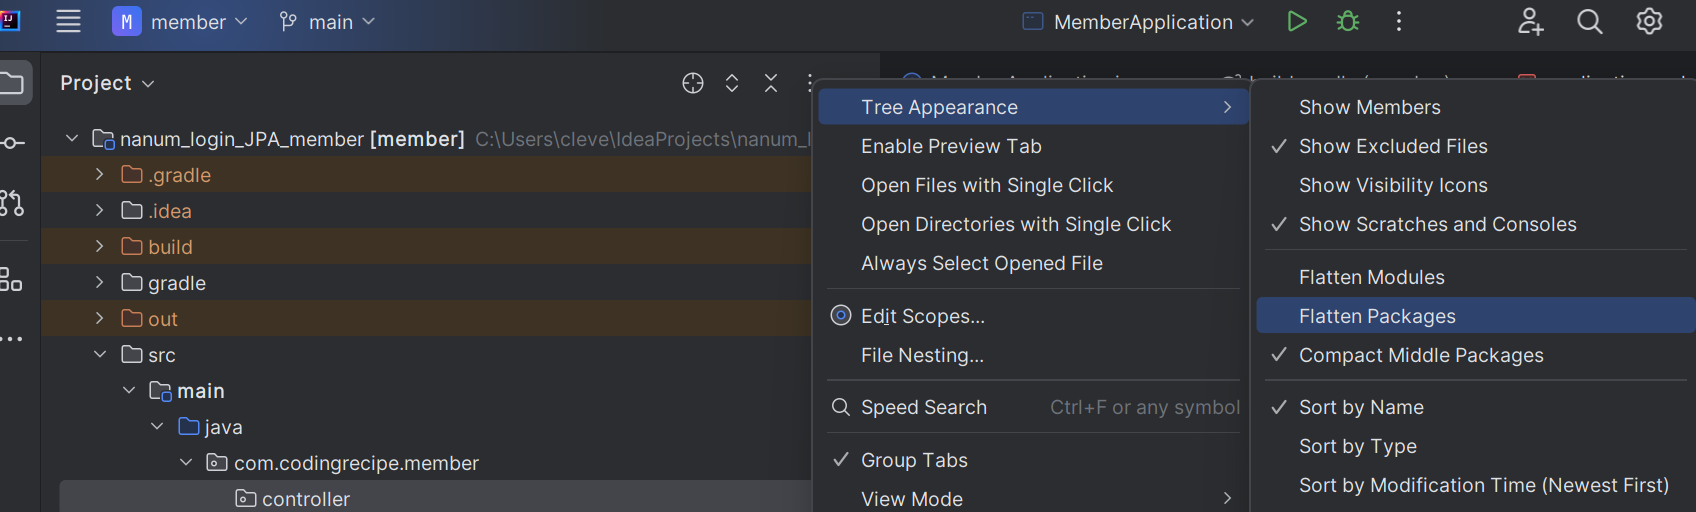 IJ
M member main MemberApplication
Project
nanum_login_JPA_member [member] C:\Users\cleve\IdeaProjects\nanum_l
.gradle
.idea
build
gradle
out
src
main
java
com.codingrecipe.member
controller
Tree Appearance
Enable Preview Tab
Open Files with Single Click
Open Directories with Single Click
Always Select Opened File
Edit Scopes...
File Nesting...
Speed Search Ctrl+F or any symbol
Group Tabs
View Mode
Show Members
Show Excluded Files
Show Visibility Icons
Show Scratches and Consoles
Flatten Modules
Flatten Packages
Compact Middle Packages
Sort by Name
Sort by Type
Sort by Modification Time (Newest First)